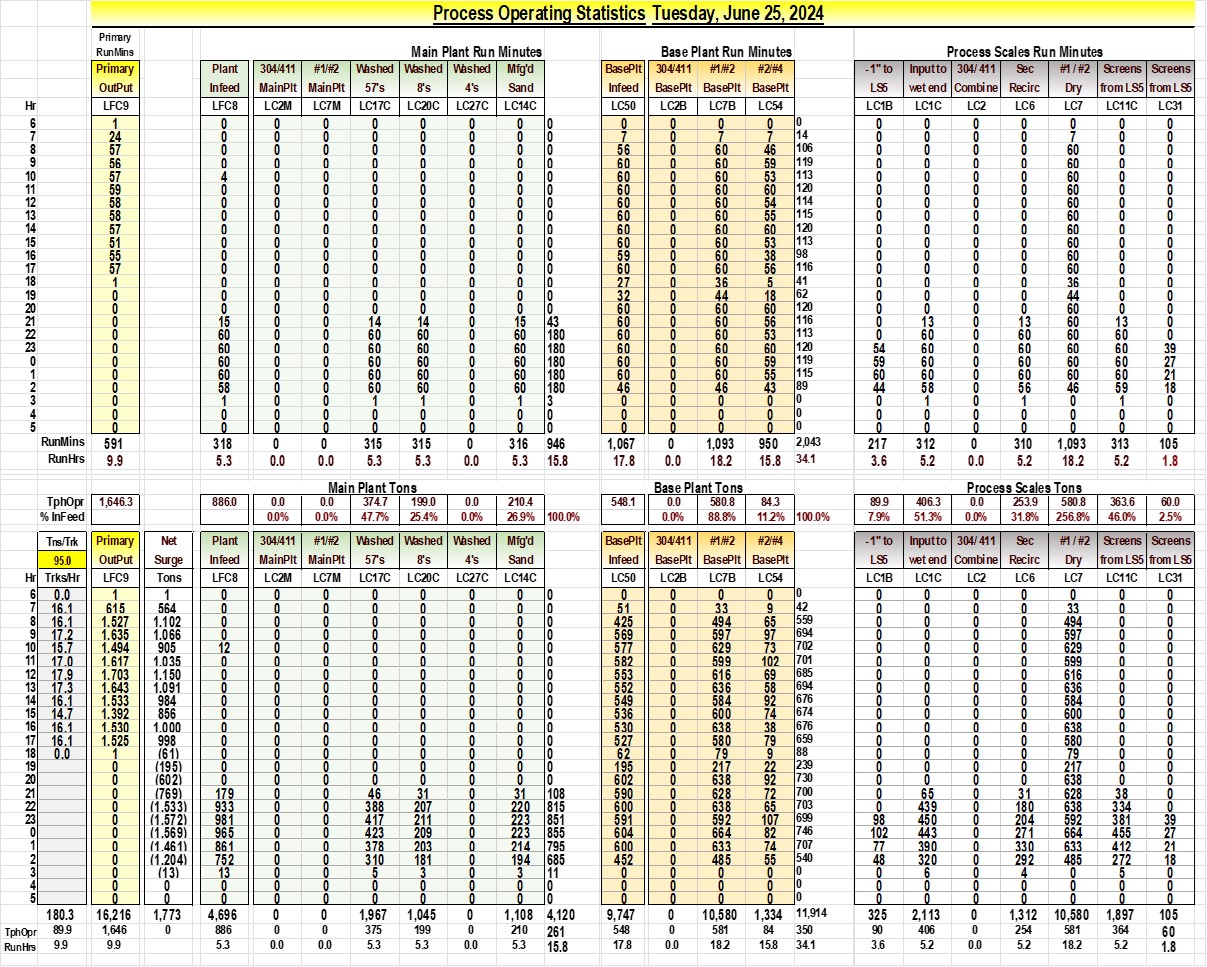 Process Operating Statistics Tuesday, June 25, 2024
Primary
RunMins Main Plant Run Minutes Base Plant Run Minutes Process Scales Run Minutes
Primary Plant 304/411 #1/#2 Washed Washed Washed Mfg'd BasePlt 304/411 #1/#2 #2/#4 -1" to Input to 304/ 411 Sec #1 / #2 Screens Screens
OutPut Infeed MainPlt MainPlt 57's 8's 4's Sand Infeed BasePlt BasePlt BasePlt LS5 wet end Combine Recirc Dry from LS5 from LS5
Hr LFC9 LFC8 LC2M LC7M LC17C LC20C LC27C LC14C LC50 LC2B LC7B LC54 LC1B LC1C LC2 LC6 LC7 LC11C LC31
6 1 0 0 0 0 0 0 0 0 0 0 0 0 0 0 0 0 0 0 0 0
7 24 0 0 0 0 0 0 0 0 7 0 7 7 14 0 0 0 0 7 0 0
8 57 0 0 0 0 0 0 0 0 56 0 60 46 106 0 0 0 0 60 0 0
9 56 0 0 0 0 0 0 0 0 60 0 60 59 119 0 0 0 0 60 0 0
10 57 4 0 0 0 0 0 0 0 60 0 60 53 113 0 0 0 0 60 0 0
11 59 0 0 0 0 0 0 0 0 60 0 60 60 120 0 0 0 0 60 0 0
12 58 0 0 0 0 0 0 0 0 60 0 60 54 114 0 0 0 0 60 0 0
13 58 0 0 0 0 0 0 0 0 60 0 60 55 115 0 0 0 0 60 0 0
14 57 0 0 0 0 0 0 0 0 60 0 60 60 120 0 0 0 0 60 0 0
15 51 0 0 0 0 0 0 0 0 60 0 60 53 113 0 0 0 0 60 0 0
16 55 0 0 0 0 0 0 0 0 59 0 60 38 98 0 0 0 0 60 0 0
17 57 0 0 0 0 0 0 0 0 60 0 60 56 116 0 0 0 0 60 0 0
18 1 0 0 0 0 0 0 0 0 27 0 36 5 41 0 0 0 0 36 0 0
19 0 0 0 0 0 0 0 0 0 32 0 44 18 62 0 0 0 0 44 0 0
20 0 0 0 0 0 0 0 0 0 60 0 60 60 120 0 0 0 0 60 0 0
21 0 15 0 0 14 14 0 15 43 60 0 60 56 116 0 13 0 13 60 13 0
22 0 60 0 0 60 60 0 60 180 60 0 60 53 113 0 60 0 60 60 60 0
23 0 60 0 0 60 60 0 60 180 60 0 60 60 120 54 60 0 60 60 60 39
0 0 60 0 0 60 60 0 60 180 60 0 60 59 119 59 60 0 60 60 60 27
1 0 60 0 0 60 60 0 60 180 60 0 60 55 115 60 60 0 60 60 60 21
2 0 58 0 0 60 60 0 60 180 46 0 46 43 89 44 58 0 56 46 59 18
3 0 1 0 0 1 1 0 1 3 0 0 0 0 0 0 1 0 1 0 1 0
4 0 0 0 0 0 0 0 0 0 0 0 0 0 0 0 0 0 0 0 0 0
5 0 0 0 0 0 0 0 0 0 0 0 0 0 0 0 0 0 0 0 0 0
RunMins 591 318 0 0 315 315 0 316 946 1,067 0 1,093 950 2,043 217 312 0 310 1,093 313 105
RunHrs 9.9 5.3 0.0 0.0 5.3 5.3 0.0 5.3 15.8 17.8 0.0 18.2 15.8 34.1 3.6 5.2 0.0 5.2 18.2 5.2 1.8
Main Plant Tons Base Plant Tons Process Scales Tons
TphOpr 1,646.3 886.0 0.0 0.0 374.7 199.0 0.0 210.4 548.1 0.0 580.8 84.3 89.9 406.3 0.0 253.9 580.8 363.6 60.0
% InFeed 0.0% 0.0% 47.7% 25.4% 0.0% 26.9% 100.0% 0.0% 88.8% 11.2% 100.0% 7.9% 51.3% 0.0% 31.8% 256.8% 46.0% 2.5%
Tns/Trk Primary Net Plant 304/411 #1/#2 Washed Washed Washed Mfg'd BasePlt 304/411 #1/#2 #2/#4 -1" to Input to 304/ 411 Sec #1 / #2 Screens Screens
95.0 OutPut Surge Infeed MainPlt MainPlt 57's 8's 4's Sand Infeed BasePlt BasePlt BasePlt LS5 wet end Combine Recirc Dry from LS5 from LS5
Hr Trks/Hr LFC9 Tons LFC8 LC2M LC7M LC17C LC20C LC27C LC14C LC50 LC2B LC7B LC54 LC1B LC1C LC2 LC6 LC7 LC11C LC31
6 0.0 1 1 0 0 0 0 0 0 0 0 0 0 0 0 0 0 0 0 0 0 0 0
7 16.1 615 564 0 0 0 0 0 0 0 0 51 0 33 9 42 0 0 0 0 33 0 0
8 16.1 1.527 1.102 0 0 0 0 0 0 0 0 425 0 494 65 559 0 0 0 0 494 0 0
9 17.2 1.635 1.066 0 0 0 0 0 0 0 0 569 0 597 97 694 0 0 0 0 597 0 0
10 15.7 1.494 905 12 0 0 0 0 0 0 0 577 0 629 73 702 0 0 0 0 629 0 0
11 17.0 1.617 1.035 0 0 0 0 0 0 0 0 582 0 599 102 701 0 0 0 0 599 0 0
12 17.9 1.703 1.150 0 0 0 0 0 0 0 0 553 0 616 69 685 0 0 0 0 616 0 0
13 17.3 1.643 1.091 0 0 0 0 0 0 0 0 552 0 636 58 694 0 0 0 0 636 0 0
14 16.1 1.533 984 0 0 0 0 0 0 0 0 549 0 584 92 676 0 0 0 0 584 0 0
15 14.7 1.392 856 0 0 0 0 0 0 0 0 536 0 600 74 674 0 0 0 0 600 0 0
16 16.1 1.530 1.000 0 0 0 0 0 0 0 0 530 0 638 38 676 0 0 0 0 638 0 0
17 16.1 1.525 998 0 0 0 0 0 0 0 0 527 0 580 79 659 0 0 0 0 580 0 0
18 0.0 1 (61) 0 0 0 0 0 0 0 0 62 0 79 9 88 0 0 0 0 79 0 0
19 0 (195) 0 0 0 0 0 0 0 0 195 0 217 22 239 0 0 0 0 217 0 0
20 0 (602) 0 0 0 0 0 0 0 0 602 0 638 92 730 0 0 0 0 638 0 0
21 0 (769) 179 0 0 46 31 0 31 108 590 0 628 72 700 0 65 0 31 628 38 0
22 0 (1.533) 933 0 0 388 207 0 220 815 600 0 638 65 703 0 439 0 180 638 334 0
23 0 (1.572) 981 0 0 417 211 0 223 851 591 0 592 107 699 98 450 0 204 592 381 39
0 0 (1.569) 965 0 0 423 209 0 223 855 604 0 664 82 746 102 443 0 271 664 455 27
1 0 (1.461) 861 0 0 378 203 0 214 795 600 0 633 74 707 77 390 0 330 633 412 21
2 0 (1.204) 752 0 0 310 181 0 194 685 452 0 485 55 540 48 320 0 292 485 272 18
3 0 (13) 13 0 0 5 3 0 3 11 0 0 0 0 0 0 6 0 4 0 5 0
4 0 0 0 0 0 0 0 0 0 0 0 0 0 0 0 0 0 0 0 0 0 0
5 0 0 0 0 0 0 0 0 0 0 0 0 0 0 0 0 0 0 0 0 0 0
180.3 16,216 1,773 4,696 0 0 1,967 1,045 0 1,108 4,120 9,747 0 10,580 1,334 11,914 325 2,113 0 1,312 10,580 1,897 105
TphOpr 89.9 1,646 0 886 0 0 375 199 0 210 261 548 0 581 84 350 90 406 0 254 581 364 60
RunHrs 9.9 9.9 5.3 0.0 0.0 5.3 5.3 0.0 5.3 15.8 17.8 0.0 18.2 15.8 34.1 3.6 5.2 0.0 5.2 18.2 5.2 1.8